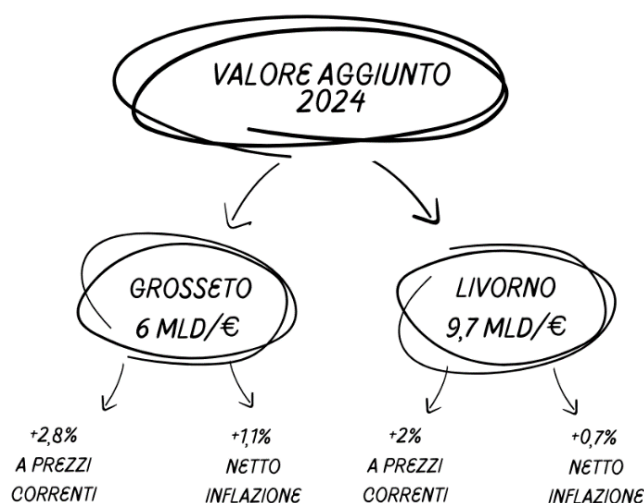 VALORE AGGIUNTO
2024
GROSSETO
6 MLD/€
LIVORNO
9,7 MLD/€
+2,8%
A PREZZI
CORRENTI
+1,1%
NETTO
INFLAZIONE
+2%
A PREZZI
CORRENTI
+0,7%
NETTO
INFLAZIONE